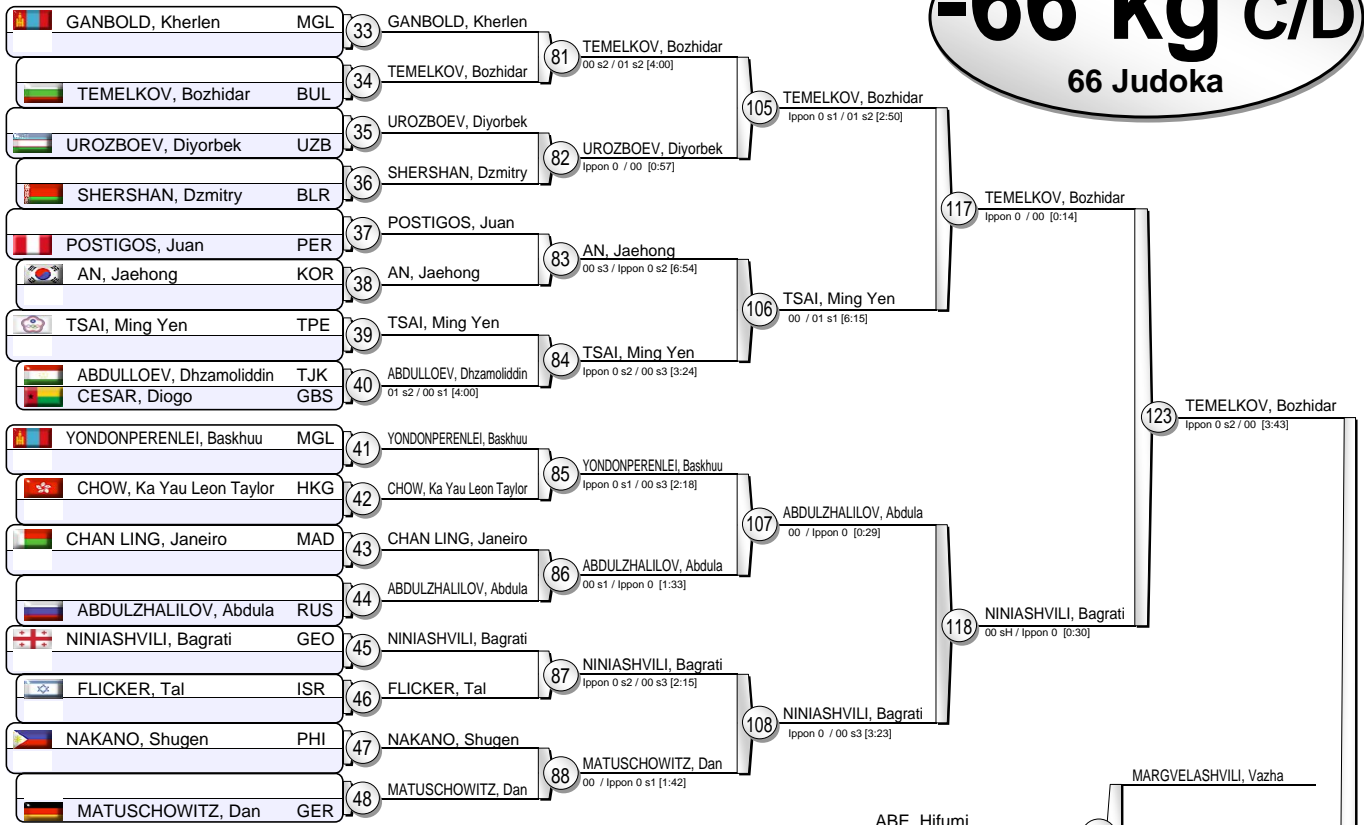 -66 kg C/D
66 Judoka
GANBOLD, Kherlen MGL
TEMELKOV, Bozhidar BUL
UROZBOEV, Diyorbek UZB
SHERSHAN, Dzmitry BLR
POSTIGOS, Juan PER
AN, Jaehong KOR
TSAI, Ming Yen TPE
ABDULLOEV, Dhzamoliddin TJK
CESAR, Diogo GBS
YONDONPERENLEI, Baskhuu MGL
CHOW, Ka Yau Leon Taylor HKG
CHAN LING, Janeiro MAD
ABDULZHALILOV, Abdula RUS
NINIASHVILI, Bagrati GEO
FLICKER, Tal ISR
NAKANO, Shugen PHI
MATUSCHOWITZ, Dan GER
33 GANBOLD, Kherlen
34 TEMELKOV, Bozhidar
35 UROZBOEV, Diyorbek
36 SHERSHAN, Dzmitry
37 POSTIGOS, Juan
38 AN, Jaehong
39 TSAI, Ming Yen
40 ABDULLOEV, Dhzamoliddin
01 s2 / 00 s1 [4:00]
41 YONDONPERENLEI, Baskhuu
42 CHOW, Ka Yau Leon Taylor
43 CHAN LING, Janeiro
44 ABDULZHALILOV, Abdula
45 NINIASHVILI, Bagrati
46 FLICKER, Tal
47 NAKANO, Shugen
48 MATUSCHOWITZ, Dan
81 TEMELKOV, Bozhidar
00 s2 / 01 s2 [4:00]
82 UROZBOEV, Diyorbek
Ippon 0 / 00 [0:57]
83 AN, Jaehong
00 s3 / Ippon 0 s2 [6:54]
84 TSAI, Ming Yen
Ippon 0 s2 / 00 s3 [3:24]
85 YONDONPERENLEI, Baskhuu
Ippon 0 s1 / 00 s3 [2:18]
86 ABDULZHALILOV, Abdula
00 s1 / Ippon 0 [1:33]
87 NINIASHVILI, Bagrati
Ippon 0 s2 / 00 s3 [2:15]
88 MATUSCHOWITZ, Dan
00 / Ippon 0 s1 [1:42]
105 TEMELKOV, Bozhidar
Ippon 0 s1 / 01 s2 [2:50]
106 TSAI, Ming Yen
00 / 01 s1 [6:15]
107 ABDULZHALILOV, Abdula
00 / Ippon 0 [0:29]
108 NINIASHVILI, Bagrati
Ippon 0 / 00 s3 [3:23]
117 TEMELKOV, Bozhidar
Ippon 0 / 00 [0:14]
118 NINIASHVILI, Bagrati
00 sH / Ippon 0 [0:30]
123 TEMELKOV, Bozhidar
Ippon 0 s2 / 00 [3:43]
MARGVELASHVILI, Vazha
ABE, Hifumi